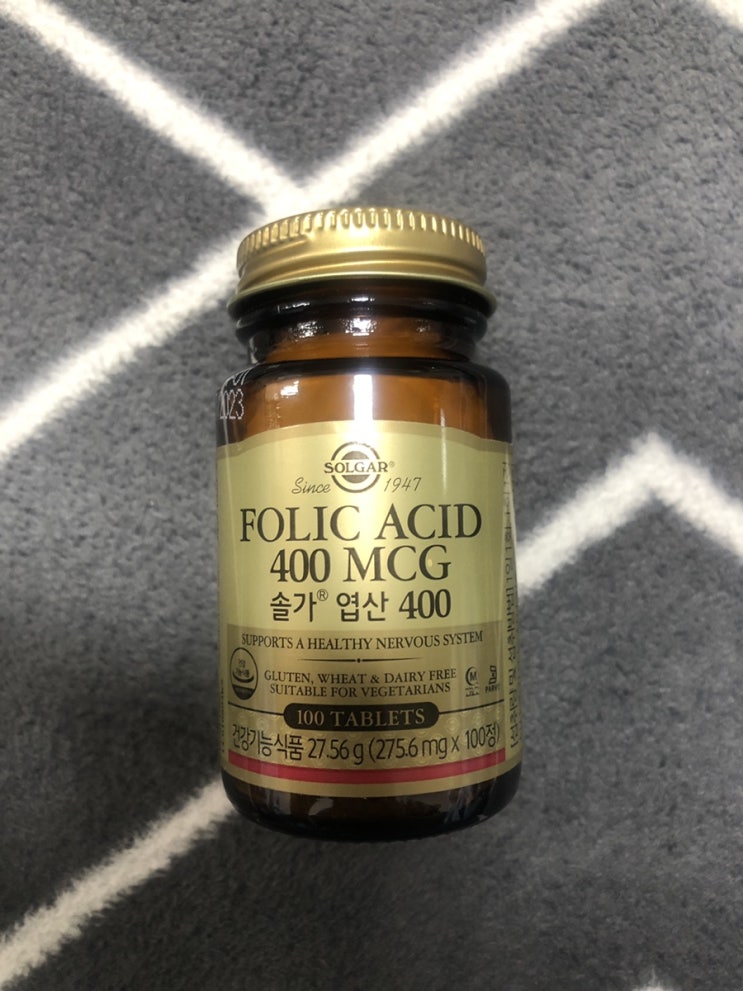 2023
SOLGAR®
Since 1947
FOLIC ACID
400 MCG
솔가® 엽산 400
SUPPORTS A HEALTHY NERVOUS SYSTEM
GLUTEN, WHEAT & DAIRY FREE
SUITABLE FOR VEGETARIANS
100 TABLETS
건강기능식품 27.56 g (275.6 mg x 100정)